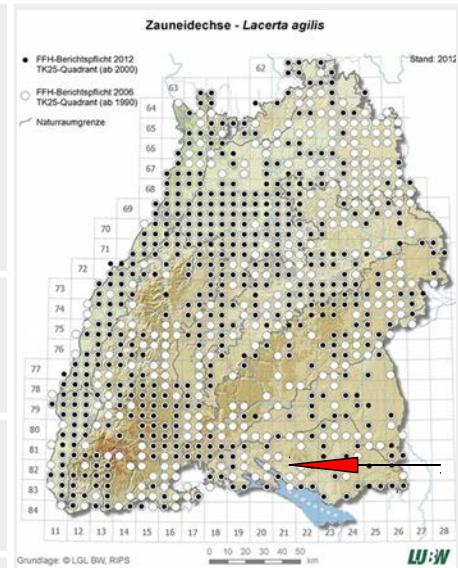 Zauneidechse - Lacerta agilis
FFH-Berichtspflicht 2012
TK25-Quadrant (ab 2000)
Stand: 2012
FFH-Berichtspflicht 2006
TK25-Quadrant (ab 1990)
Naturraumgrenze
62
63
64
65
66
67
68
69
70
71
72
73
74
75
76
77
78
79
80
81
82
83
84
11 12 13 14 15 16 17 18 19 20 21 22 23 24 25 26 27 28
Grundlage: © LGL BW, RIPS
0 10 20 30 40 50
km
LUBW